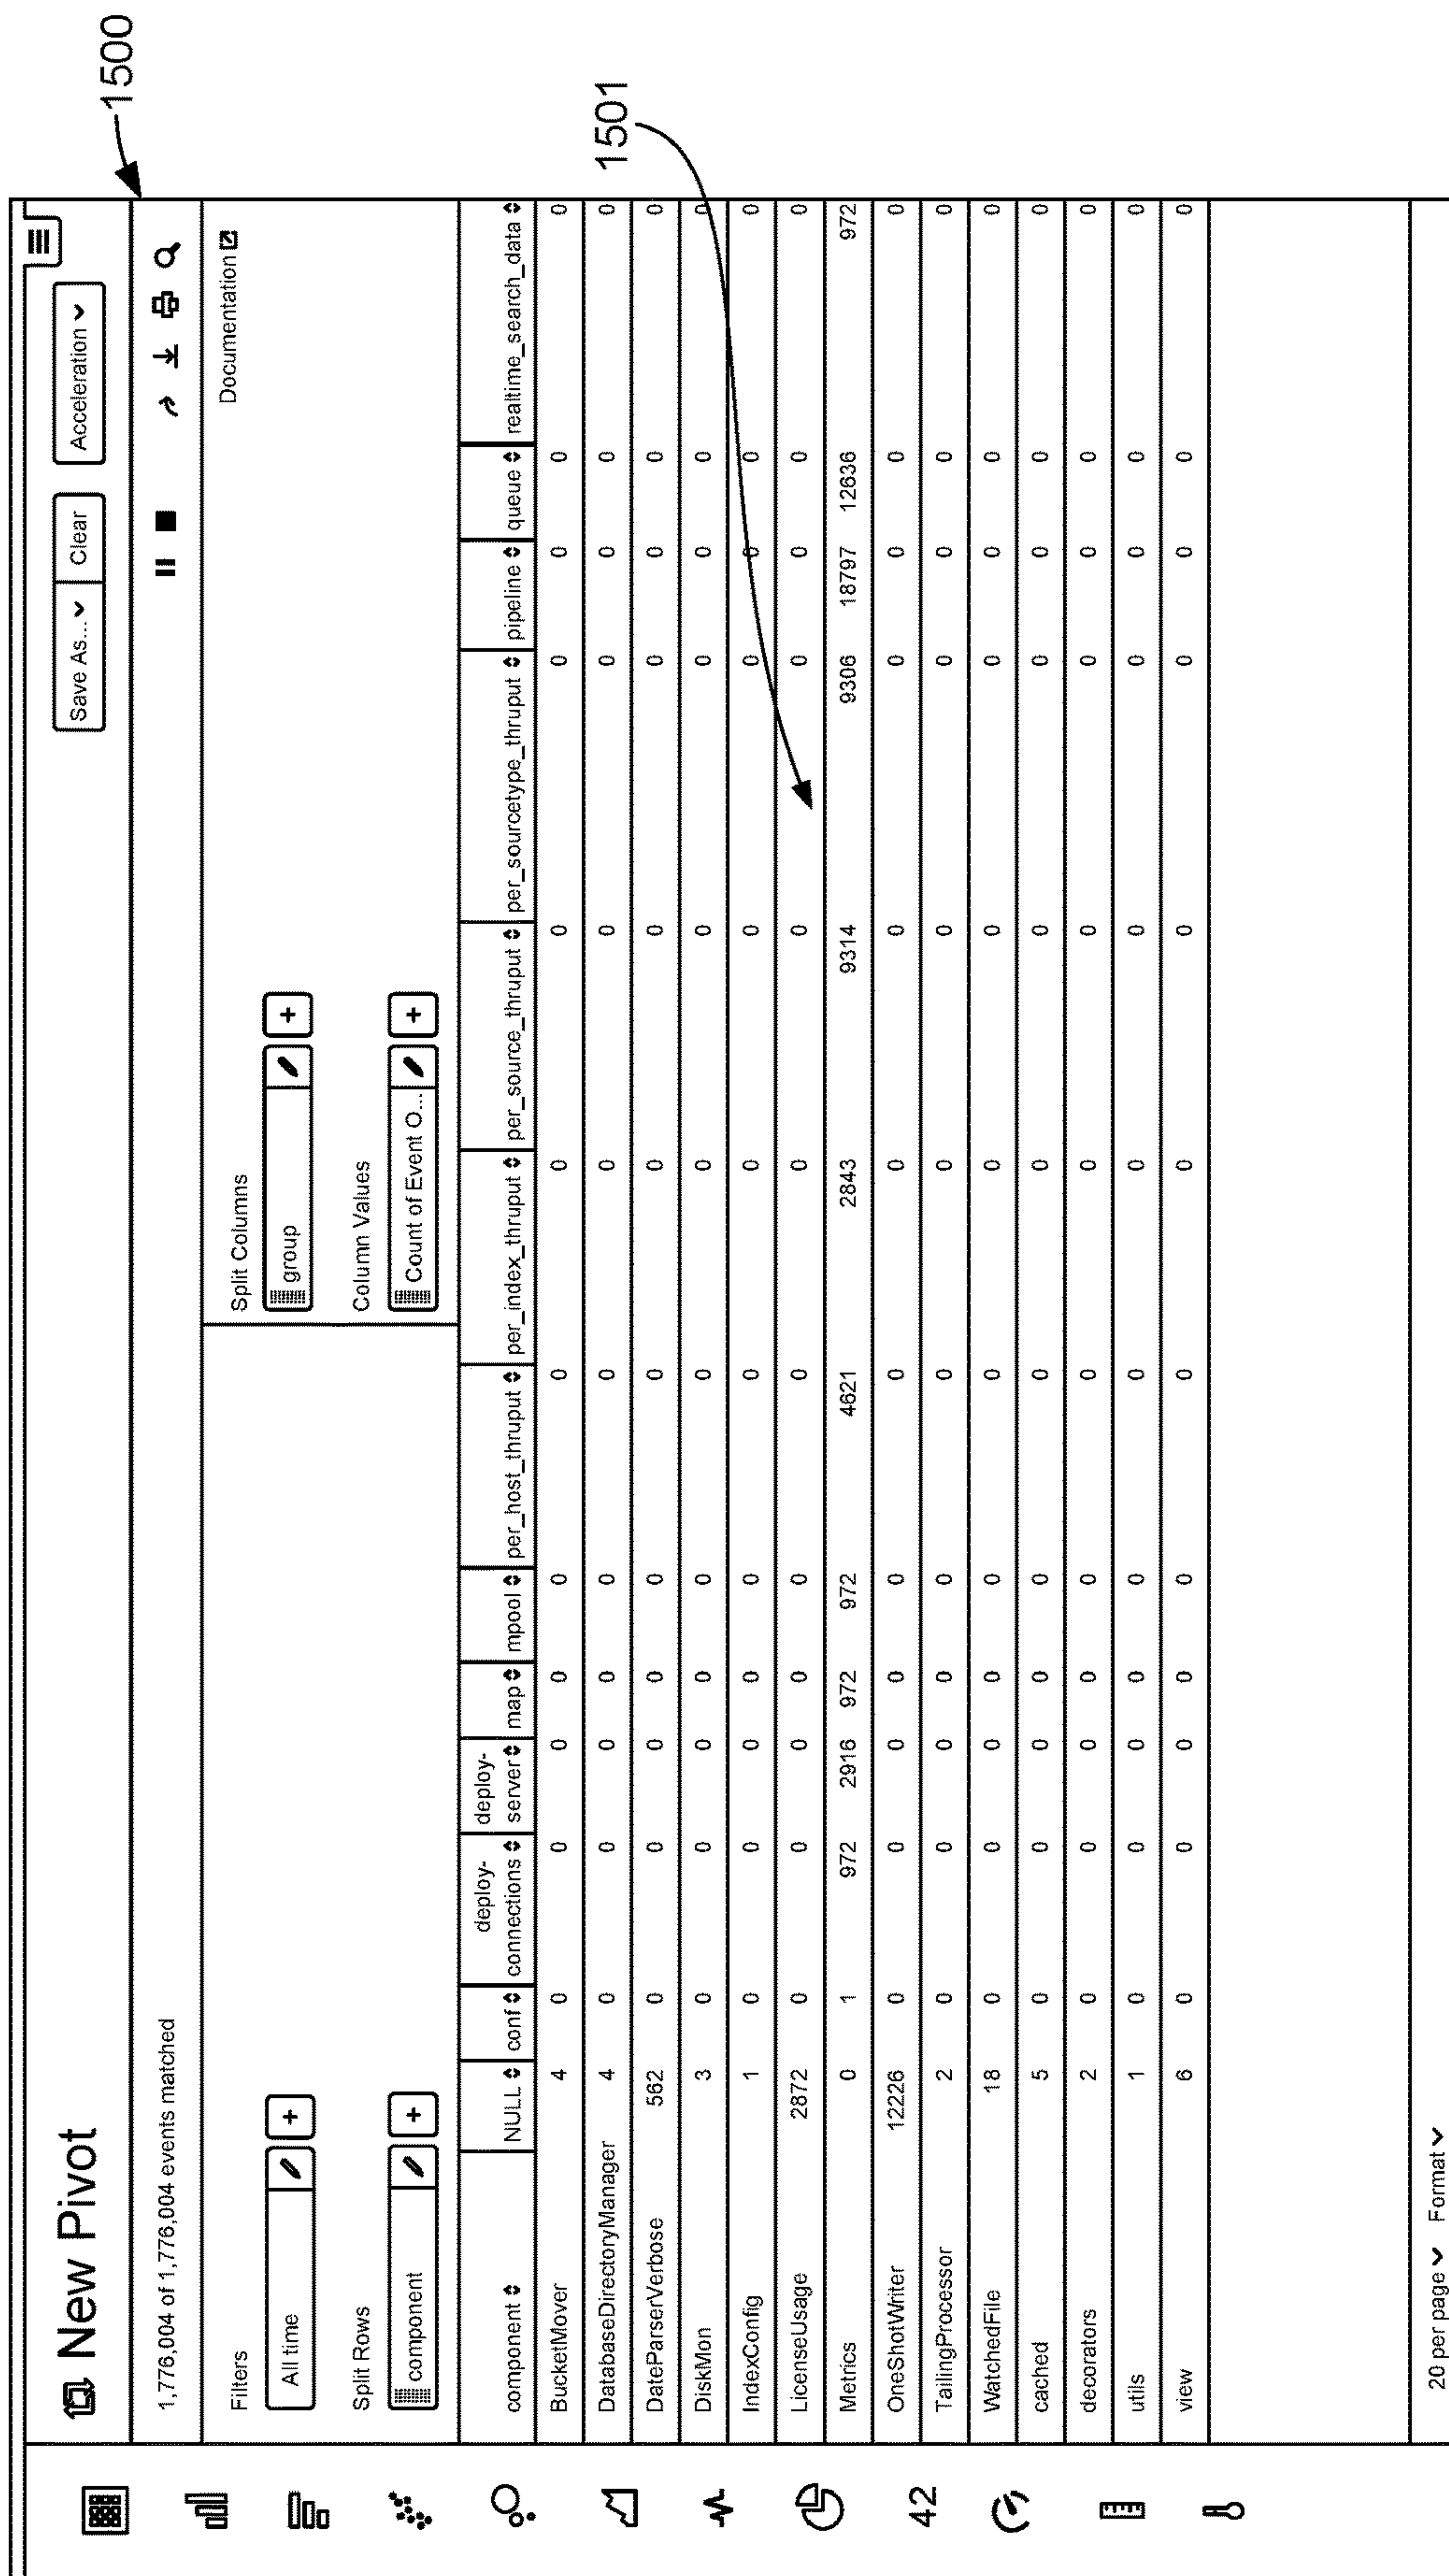 1500
New Pivot
Save As... Clear Acceleration
1,776,004 of 1,776,004 events matched
Filters Split Columns Documentation
All time + group +
Split Rows Column Values
component + Count of Event O... +
1501
component NULL conf deploy-connections deploy-server map mpool per_host_thruput per_index_thruput per_source_thruput per_sourcetype_thruput pipeline queue realtime_search_data
BucketMover 4 0 0 0 0 0 0 0 0 0 0 0 0
DatabaseDirectoryManager 4 0 0 0 0 0 0 0 0 0 0 0 0
DateParserVerbose 562 0 0 0 0 0 0 0 0 0 0 0 0
DiskMon 3 0 0 0 0 0 0 0 0 0 0 0 0
IndexConfig 1 0 0 0 0 0 0 0 0 0 0 0 0
LicenseUsage 2872 0 0 0 0 0 0 0 0 0 0 0 0
Metrics 0 1 972 2916 972 972 4621 2843 9314 9306 18797 12636 972
OneShotWriter 12226 0 0 0 0 0 0 0 0 0 0 0 0
TailingProcessor 2 0 0 0 0 0 0 0 0 0 0 0 0
WatchedFile 18 0 0 0 0 0 0 0 0 0 0 0 0
cached 5 0 0 0 0 0 0 0 0 0 0 0 0
decorators 2 0 0 0 0 0 0 0 0 0 0 0 0
utils 1 0 0 0 0 0 0 0 0 0 0 0 0
view 6 0 0 0 0 0 0 0 0 0 0 0 0
42
20 per page Format